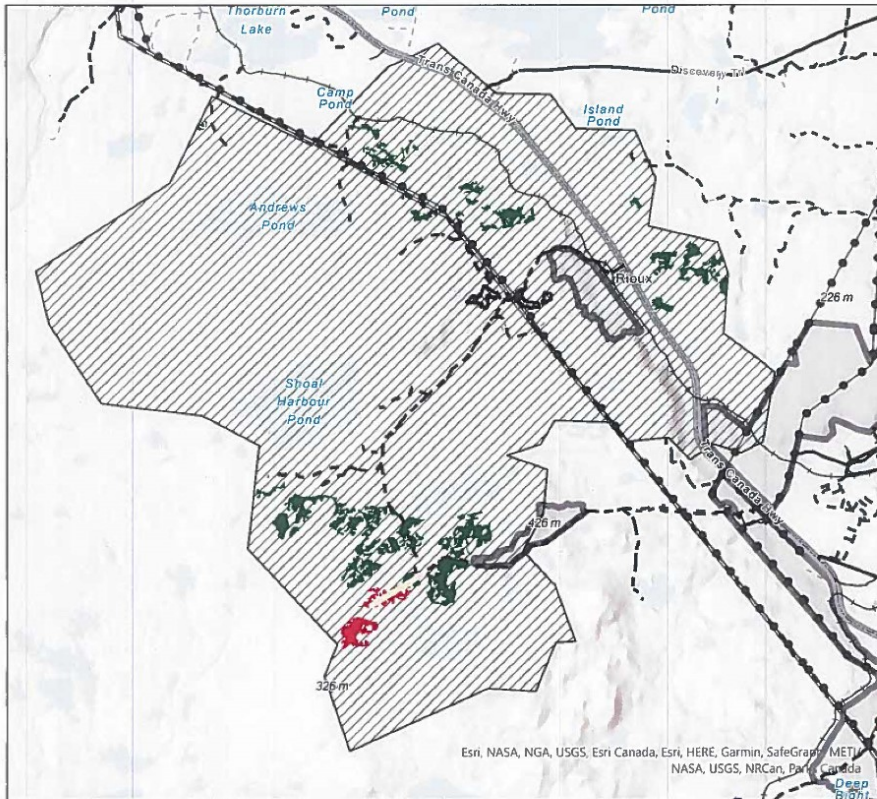 Thorburn
Lake
Pond
Pond
Trans Canada Hwy
Discovery Trl
Camp
Pond
Island
Pond
Andrews
Pond
Rioux
226 m
Shoal
Harbour
Pond
Trans Canada Hwy
426 m
326 m
Esri, NASA, NGA, USGS, Esri Canada, Esri, HERE, Garmin, SafeGraph, METI/
NASA, USGS, NRCan, Parks Canada
Deep
Bight